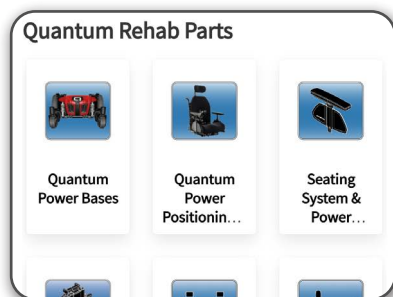 Quantum Rehab Parts
Quantum
Power Bases
Quantum
Power
Positionin...
Seating
System &
Power...